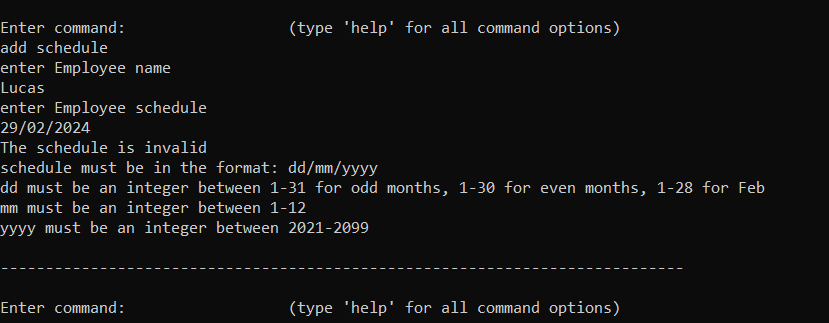 Enter command: (type 'help' for all command options)
add schedule
enter Employee name
Lucas
enter Employee schedule
29/02/2024
The schedule is invalid
schedule must be in the format: dd/mm/yyyy
dd must be an integer between 1-31 for odd months, 1-30 for even months, 1-28 for Feb
mm must be an integer between 1-12
yyyy must be an integer between 2021-2099
----------------------------------------------------------------------------
Enter command: (type 'help' for all command options)